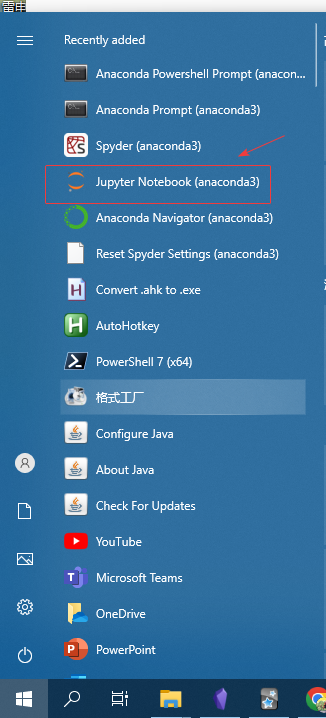 雷电
Recently added
Anaconda Powershell Prompt (anacon...
Anaconda Prompt (anaconda3)
Spyder (anaconda3)
Jupyter Notebook (anaconda3)
Anaconda Navigator (anaconda3)
Reset Spyder Settings (anaconda3)
Convert .ahk to .exe
AutoHotkey
PowerShell 7 (x64)
格式工厂
Configure Java
About Java
Check For Updates
YouTube
Microsoft Teams
OneDrive
PowerPoint